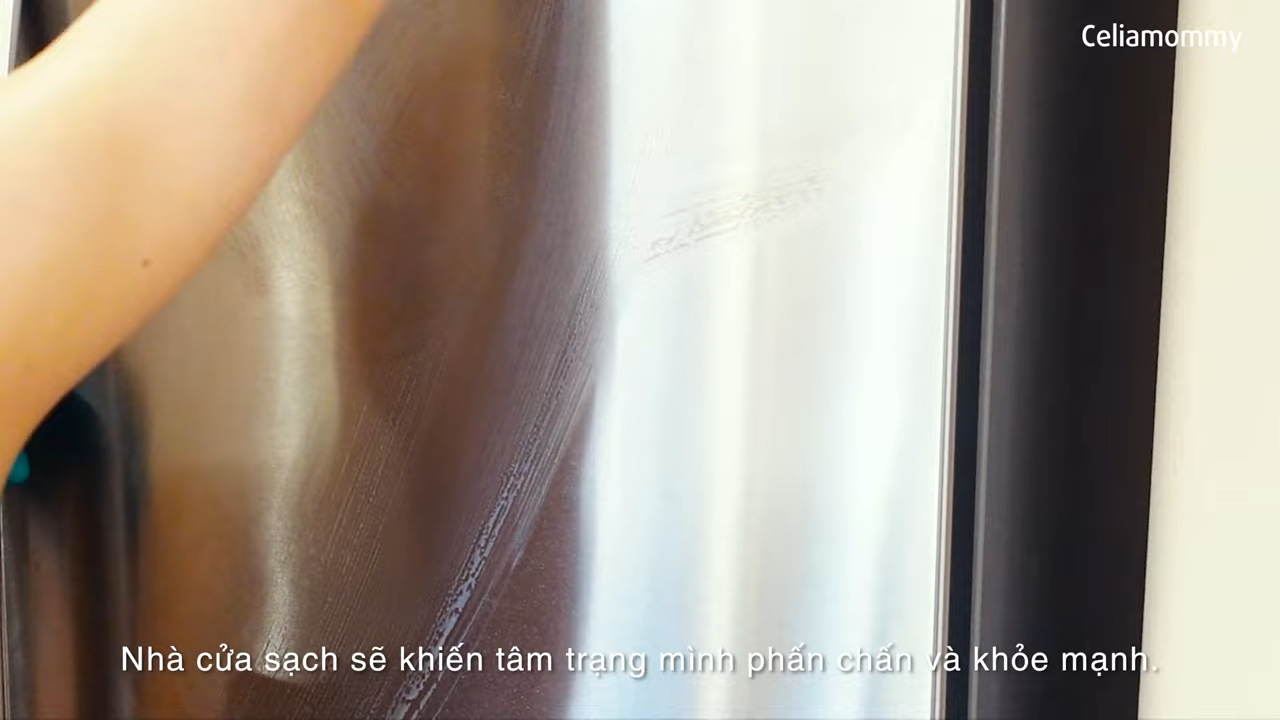 Celiamommy
Nhà cửa sạch sẽ khiến tâm trạng mình phấn chấn và khỏe mạnh.